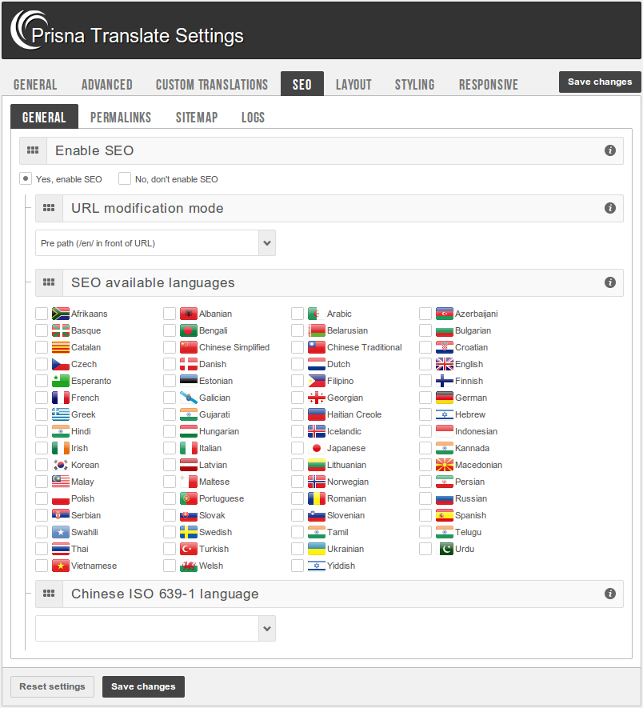 Prisna Translate Settings
GENERAL ADVANCED CUSTOM TRANSLATIONS SEO LAYOUT STYLING RESPONSIVE Save changes
GENERAL PERMALINKS SITEMAP LOGS
Enable SEO
Yes, enable SEO No, don't enable SEO
URL modification mode
Pre path (/en/ in front of URL)
SEO available languages
Afrikaans Albanian Arabic Azerbaijani
Basque Bengali Belarusian Bulgarian
Catalan Chinese Simplified Chinese Traditional Croatian
Czech Danish Dutch English
Esperanto Estonian Filipino Finnish
French Galician Georgian German
Greek Gujarati Haitian Creole Hebrew
Hindi Hungarian Icelandic Indonesian
Irish Italian Japanese Kannada
Korean Latvian Lithuanian Macedonian
Malay Maltese Norwegian Persian
Polish Portuguese Romanian Russian
Serbian Slovak Slovenian Spanish
Swahili Swedish Tamil Telugu
Thai Turkish Ukrainian Urdu
Vietnamese Welsh Yiddish
Chinese ISO 639-1 language
Reset settings Save changes